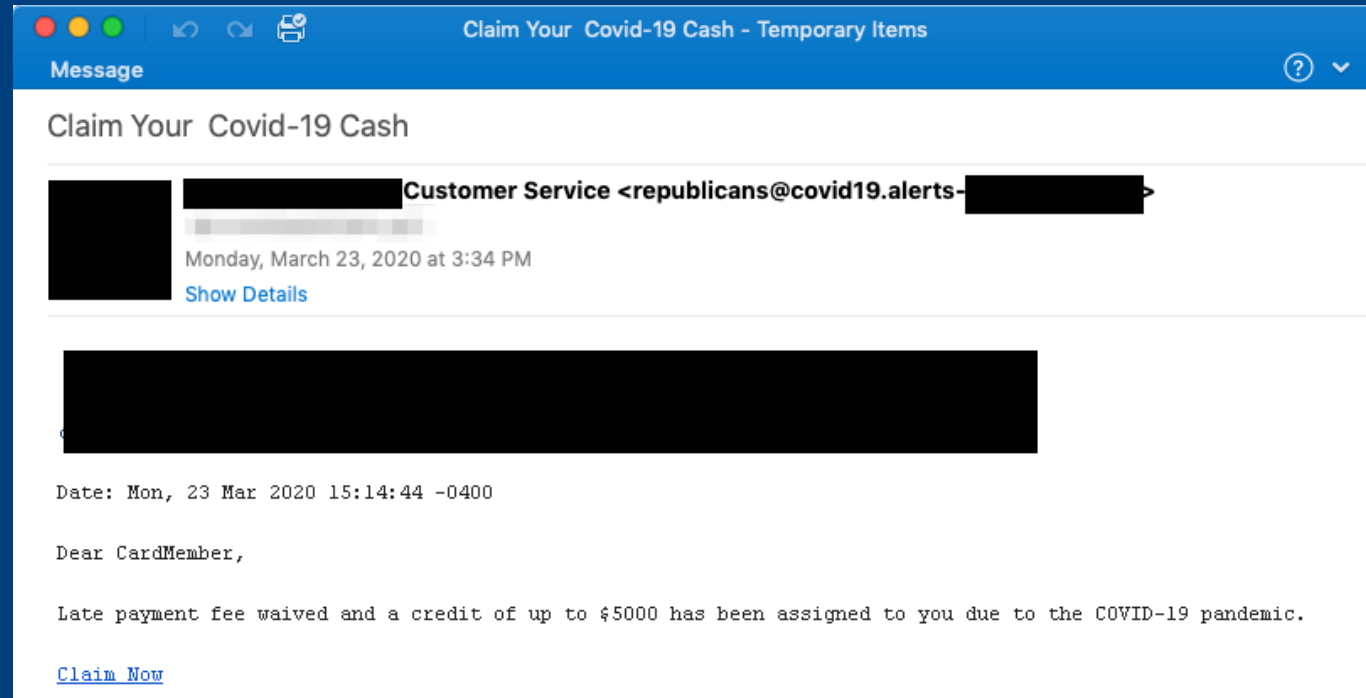 Claim Your  Covid-19 Cash - Temporary Items
Message
Claim Your  Covid-19 Cash
Customer Service <republicans@covid19.alerts- >
Monday, March 23, 2020 at 3:34 PM
Show Details
Date: Mon, 23 Mar 2020 15:14:44 -0400
Dear CardMember,
Late payment fee waived and a credit of up to $5000 has been assigned to you due to the COVID-19 pandemic.
Claim Now